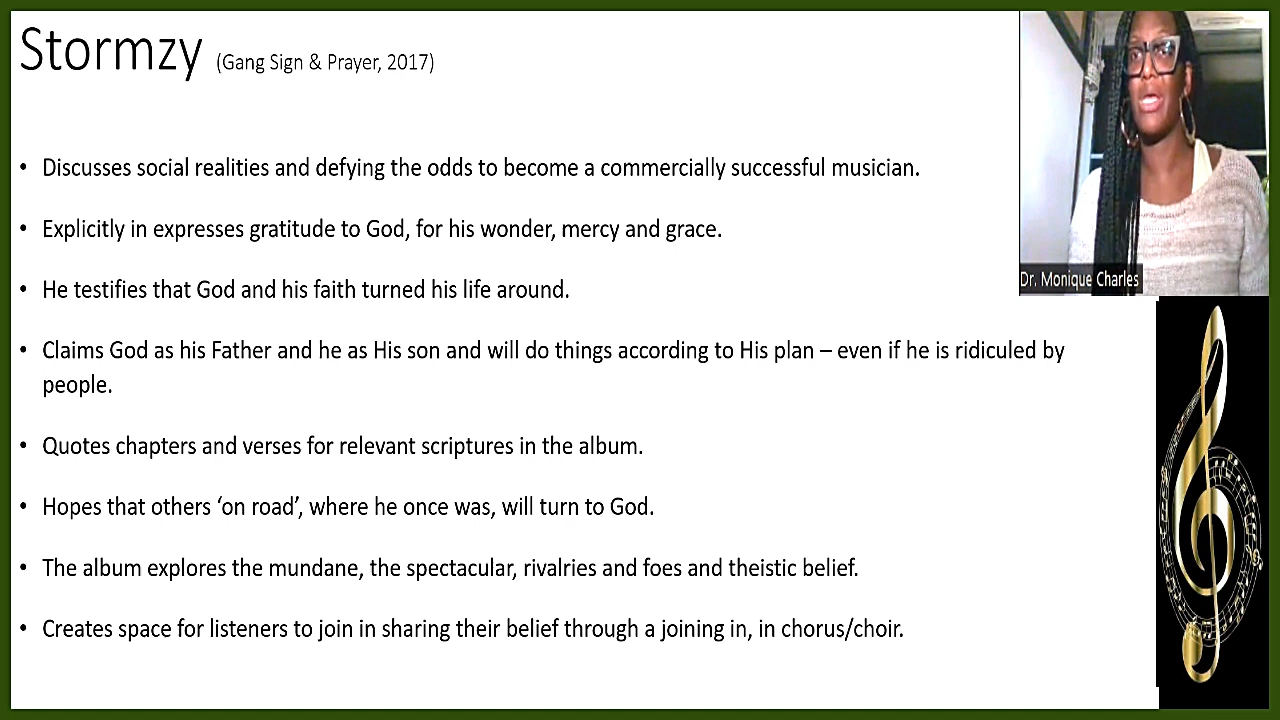 Stormzy (Gang Sign & Prayer, 2017)
• Discusses social realities and defying the odds to become a commercially successful musician.
• Explicitly in expresses gratitude to God, for his wonder, mercy and grace.
• He testifies that God and his faith turned his life around.
• Claims God as his Father and he as His son and will do things according to His plan – even if he is ridiculed by
people.
• Quotes chapters and verses for relevant scriptures in the album.
• Hopes that others ‘on road’, where he once was, will turn to God.
• The album explores the mundane, the spectacular, rivalries and foes and theistic belief.
• Creates space for listeners to join in sharing their belief through a joining in, in chorus/choir.
Dr. Monique Charles